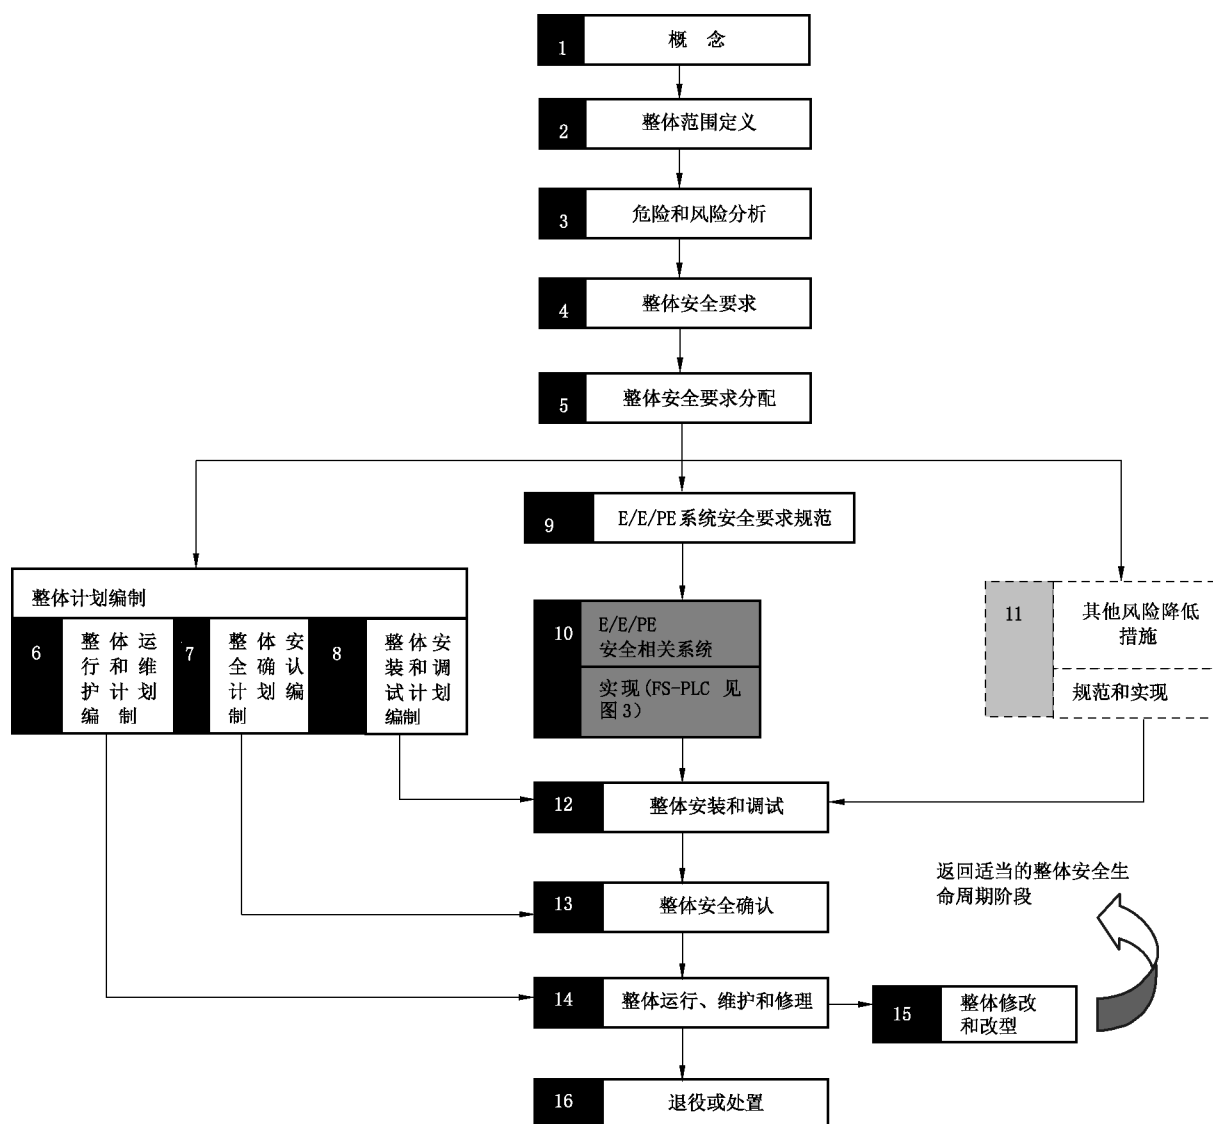 1
概 念
2
整体范围定义
3
危险和风险分析
4
整体安全要求
5
整体安全要求分配
9
E/E/PE系统安全要求规范
整体计划编制
6
整体运
行和维
护计划
编制
7
整体安
全确认
计划编
制
8
整体安
装和调
试计划
编制
10
E/E/PE
安全相关系统
实现(FS-PLC 见
图3)
11
其他风险降低
措施
规范和实现
12
整体安装和调试
13
整体安全确认
返回适当的整体安全生
命周期阶段
14
整体运行、维护和修理
15
整体修改
和改型
16
退役或处置